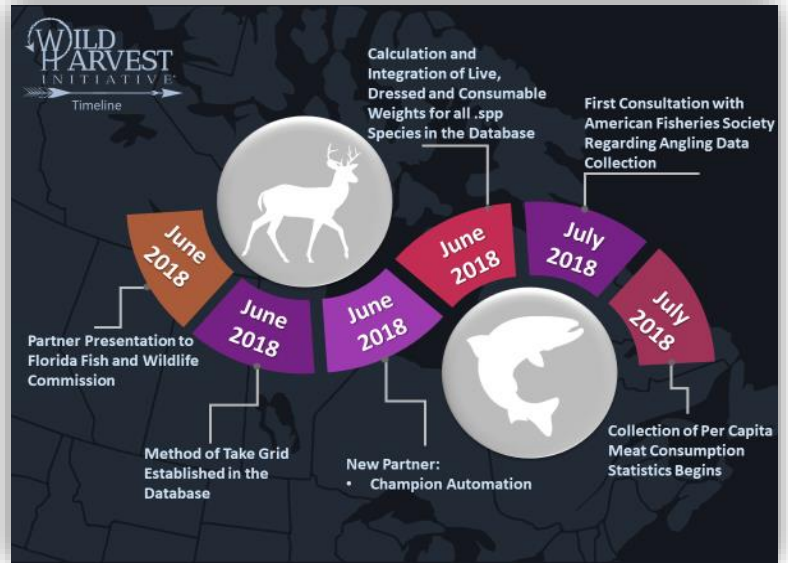 WILD
HARVEST
INITIATIVE®
Timeline
Calculation and
Integration of Live,
Dressed and Consumable
Weights for all .spp
Species in the Database
First Consultation with
American Fisheries Society
Regarding Angling Data
Collection
June
2018
June
2018
June
2018
June
2018
July
2018
July
2018
Partner Presentation to
Florida Fish and Wildlife
Commission
Method of Take Grid
Established in the
Database
New Partner:
• Champion Automation
Collection of Per Capita
Meat Consumption
Statistics Begins